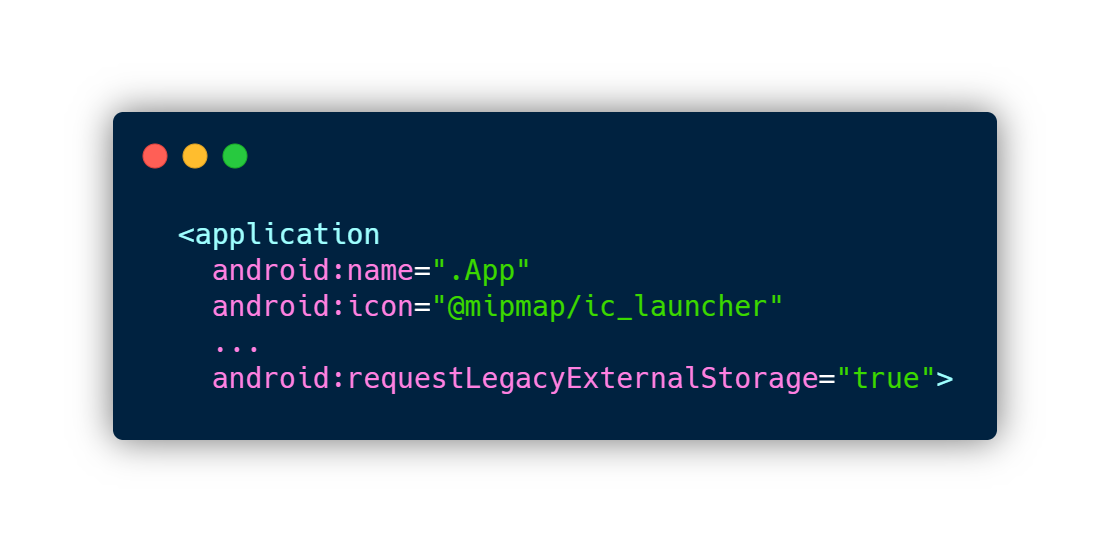 <application
android:name=".App"
android:icon="@mipmap/ic_launcher"
...
android:requestLegacyExternalStorage="true">